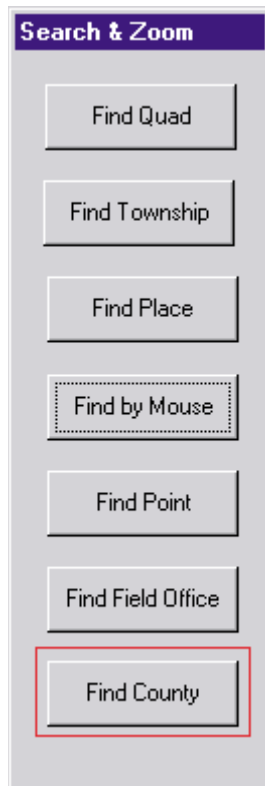 Search & Zoom
Find Quad
Find Township
Find Place
Find by Mouse
Find Point
Find Field Office
Find County